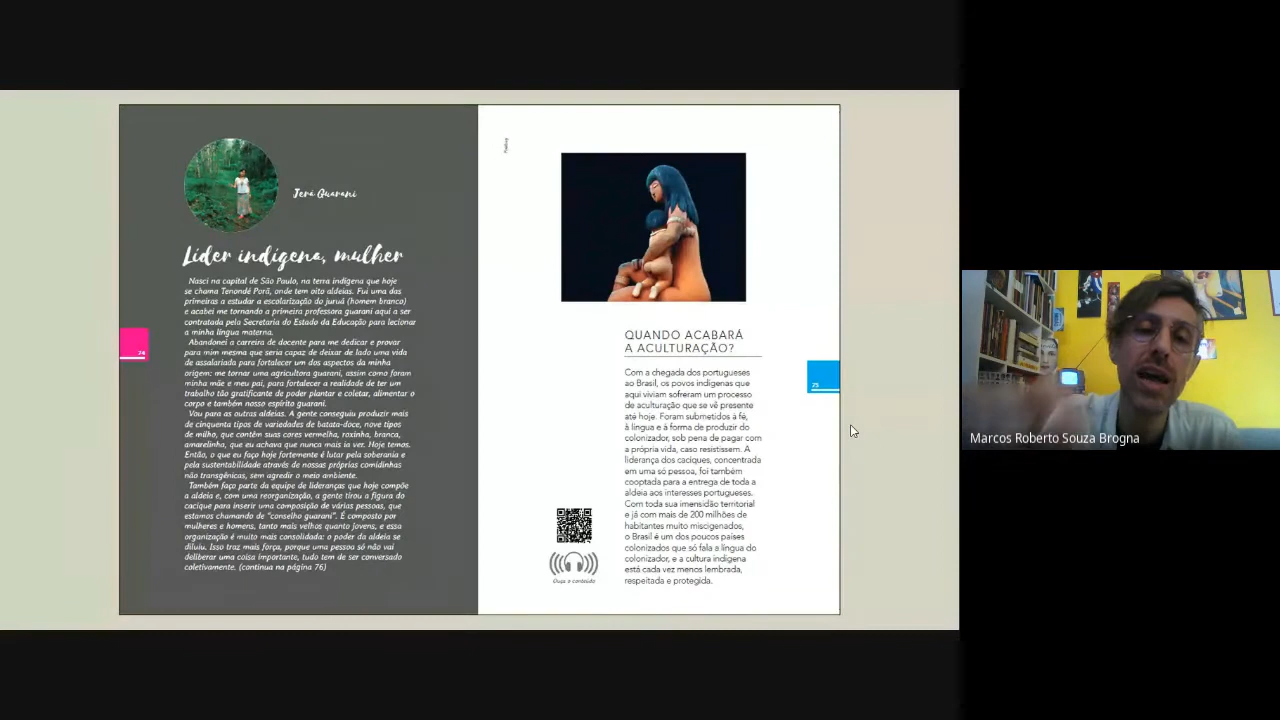 Jerá Guarani
Líder indígena, mulher
Nasci na capital de São Paulo, na terra indígena que hoje
se chama Tenondé Porã, onde tem oito aldeias. Fui uma das
primeiras a estudar a escolarização do juruá (homem branco)
e acabei me tornando a primeira professora guarani aqui a ser
contratada pela Secretaria do Estado da Educação para lecionar
a minha língua materna.
Abandonei a carreira de docente para me dedicar e provar
para mim mesma que seria capaz de deixar de lado uma vida
de assalariada para fortalecer um dos aspectos da minha
origem: me tornar uma agricultora guarani, assim como foram
minha mãe e meu pai, para fortalecer a realidade de ter um
trabalho tão gratificante de poder plantar e coletar, alimentar o
corpo e também nosso espírito guarani.
Vou para as outras aldeias. A gente conseguiu produzir mais
de cinquenta tipos de variedades de batata-doce, nove tipos
de milho, que contém suas cores vermelha, roxinha, branca,
amarelinha, que eu achava que nunca mais ia ver. Hoje temos.
Então, o que eu faço hoje fortemente é lutar pela soberania e
pela sustentabilidade através de nossas próprias comidinhas
não transgênicas, sem agredir o meio ambiente.
Também faço parte da equipe de lideranças que hoje compõe
a aldeia e, com uma reorganização, a gente tirou a figura do
cacique para inserir uma composição de várias pessoas, que
estamos chamando de "conselho guarani". É composto por
mulheres e homens, tanto mais velhos quanto jovens, e essa
organização é muito mais consolidada: o poder da aldeia se
diluiu. Isso traz mais força, porque uma pessoa só não vai
deliberar uma coisa importante, tudo tem de ser conversado
coletivamente. (continua na página 76)
74
Pixabay
QUANDO ACABARÁ
A ACULTURAÇÃO?
Com a chegada dos portugueses
ao Brasil, os povos indígenas que
aqui viviam sofreram um processo
de aculturação que se vê presente
até hoje. Foram submetidos à fé,
à língua e à forma de produzir do
colonizador, sob pena de pagar com
a própria vida, caso resistissem. A
liderança dos caciques, concentrada
em uma só pessoa, foi também
cooptada para a entrega de toda a
aldeia aos interesses portugueses.
Com toda sua imensidão territorial
e já com mais de 200 milhões de
habitantes muito miscigenados,
o Brasil é um dos poucos países
colonizados que só fala a língua do
colonizador, e a cultura indígena
está cada vez menos lembrada,
respeitada e protegida.
Ouça o conteúdo
75
Marcos Roberto Souza Brogna